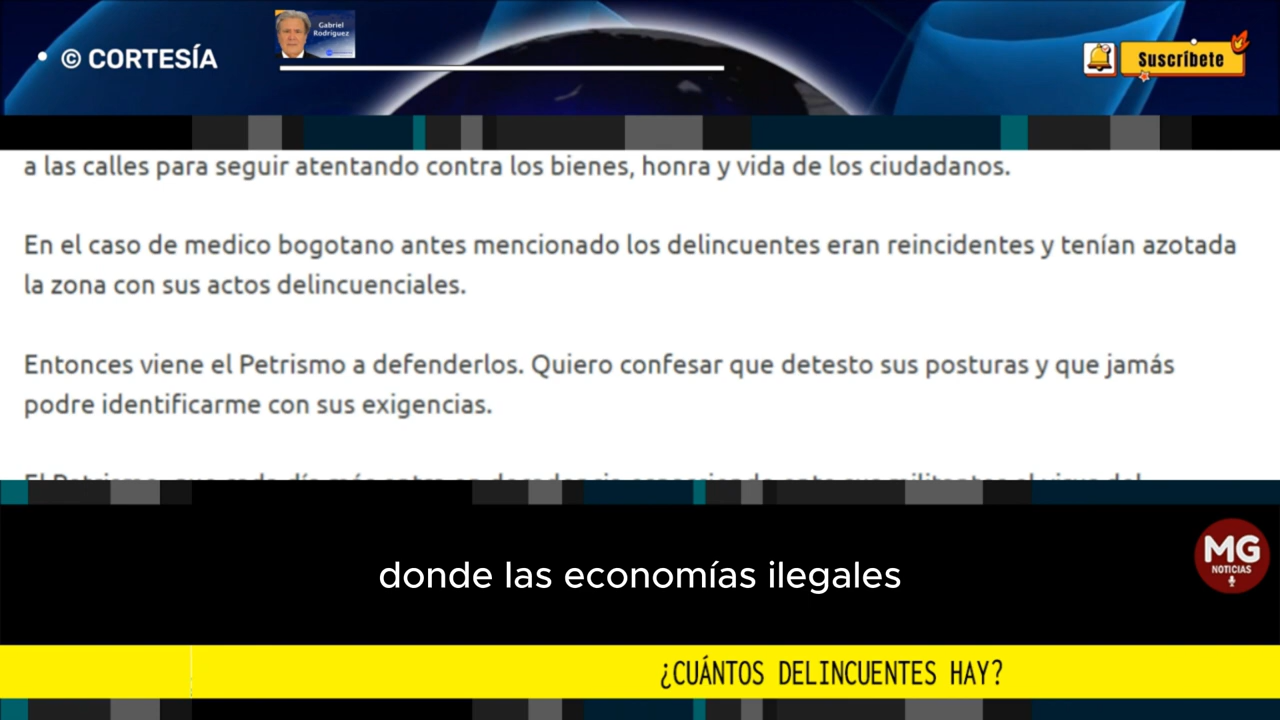 Gabriel
Rodríguez
• © CORTESÍA
Suscríbete
a las calles para seguir atentando contra los bienes, honra y vida de los ciudadanos.
En el caso de medico bogotano antes mencionado los delincuentes eran reincidentes y tenían azotada
la zona con sus actos delincuenciales.
Entonces viene el Petrismo a defenderlos. Quiero confesar que detesto sus posturas y que jamás
podre identificarme con sus exigencias.
donde las economías ilegales
MG
NOTICIAS
¿CUÁNTOS DELINCUENTES HAY?